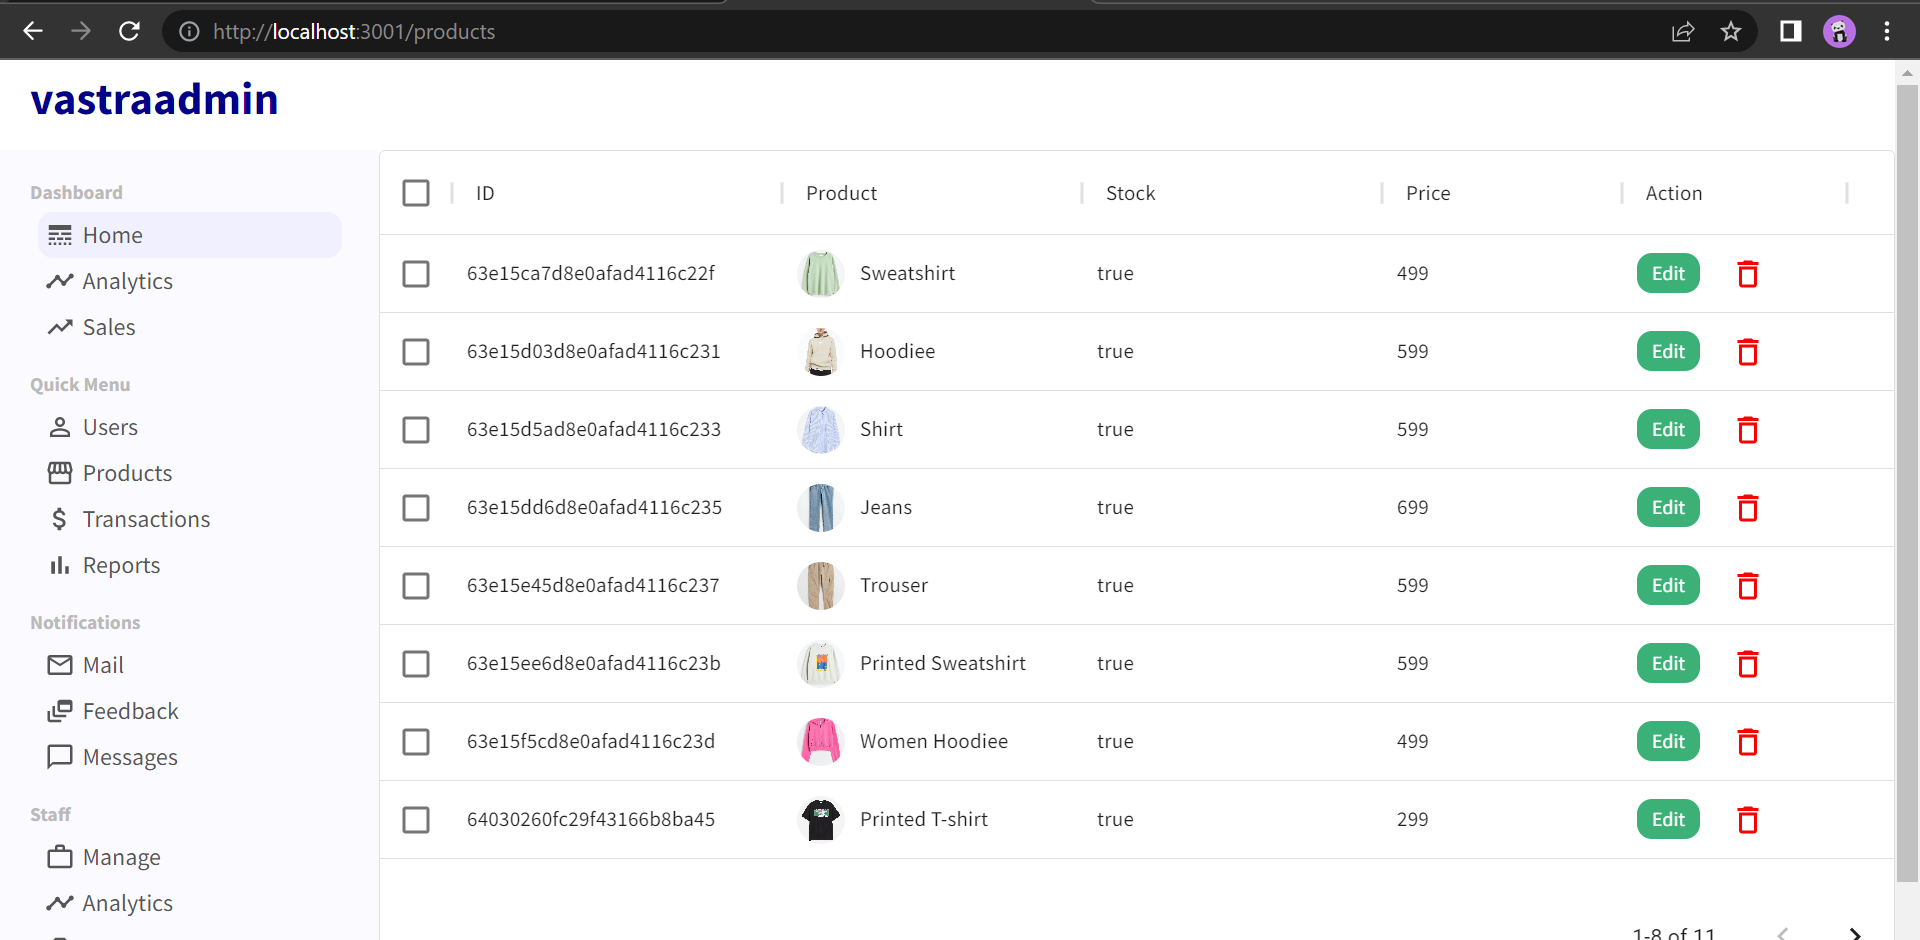 http://localhost:3001/products
vastraadmin
Dashboard
Home
Analytics
Sales
Quick Menu
Users
Products
Transactions
Reports
Notifications
Mail
Feedback
Messages
Staff
Manage
Analytics
ID Product Stock Price Action
63e15ca7d8e0afad4116c22f Sweatshirt true 499 Edit
63e15d03d8e0afad4116c231 Hoodiee true 599 Edit
63e15d5ad8e0afad4116c233 Shirt true 599 Edit
63e15dd6d8e0afad4116c235 Jeans true 699 Edit
63e15e45d8e0afad4116c237 Trouser true 599 Edit
63e15ee6d8e0afad4116c23b Printed Sweatshirt true 599 Edit
63e15f5cd8e0afad4116c23d Women Hoodiee true 499 Edit
64030260fc29f43166b8ba45 Printed T-shirt true 299 Edit
1-8 of 11